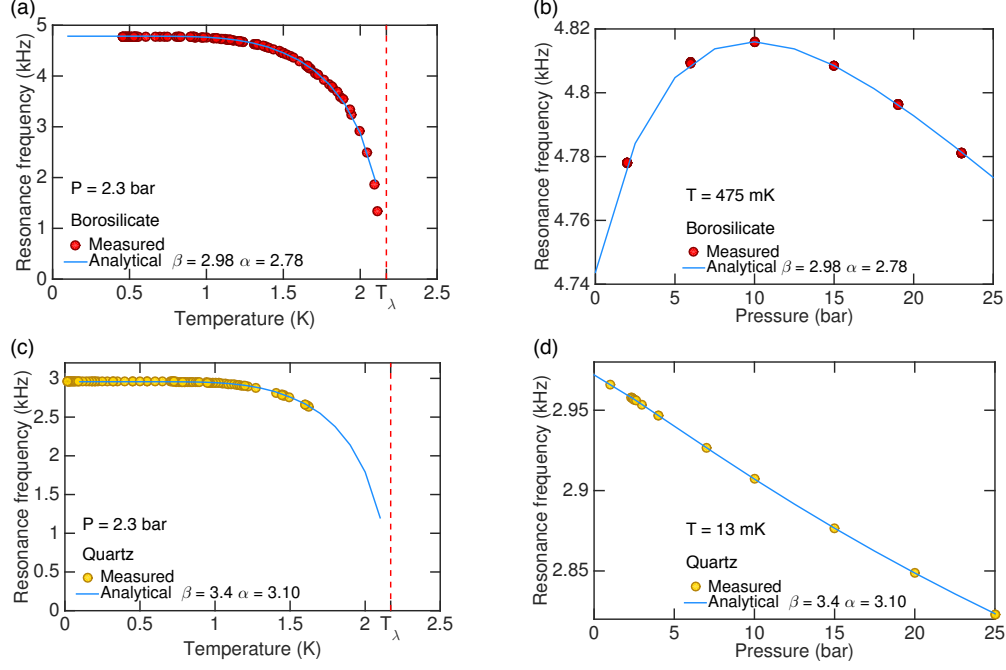 (a)
Resonance frequency (kHz)
5
4
3
2
1
0
P = 2.3 bar
Borosilicate
Measured
Analytical β = 2.98 α = 2.78
0 0.5 1 1.5 2 T_λ 2.5
Temperature (K)
(b)
Resonance frequency (kHz)
4.82
4.8
4.78
4.76
4.74
T = 475 mK
Borosilicate
Measured
Analytical β = 2.98 α = 2.78
0 5 10 15 20 25
Pressure (bar)
(c)
Resonance frequency (kHz)
3
2.5
2
1.5
1
0.5
0
P = 2.3 bar
Quartz
Measured
Analytical β = 3.4 α = 3.10
0 0.5 1 1.5 2 T_λ 2.5
Temperature (K)
(d)
Resonance frequency (kHz)
2.95
2.9
2.85
T = 13 mK
Quartz
Measured
Analytical β = 3.4 α = 3.10
0 5 10 15 20 25
Pressure (bar)